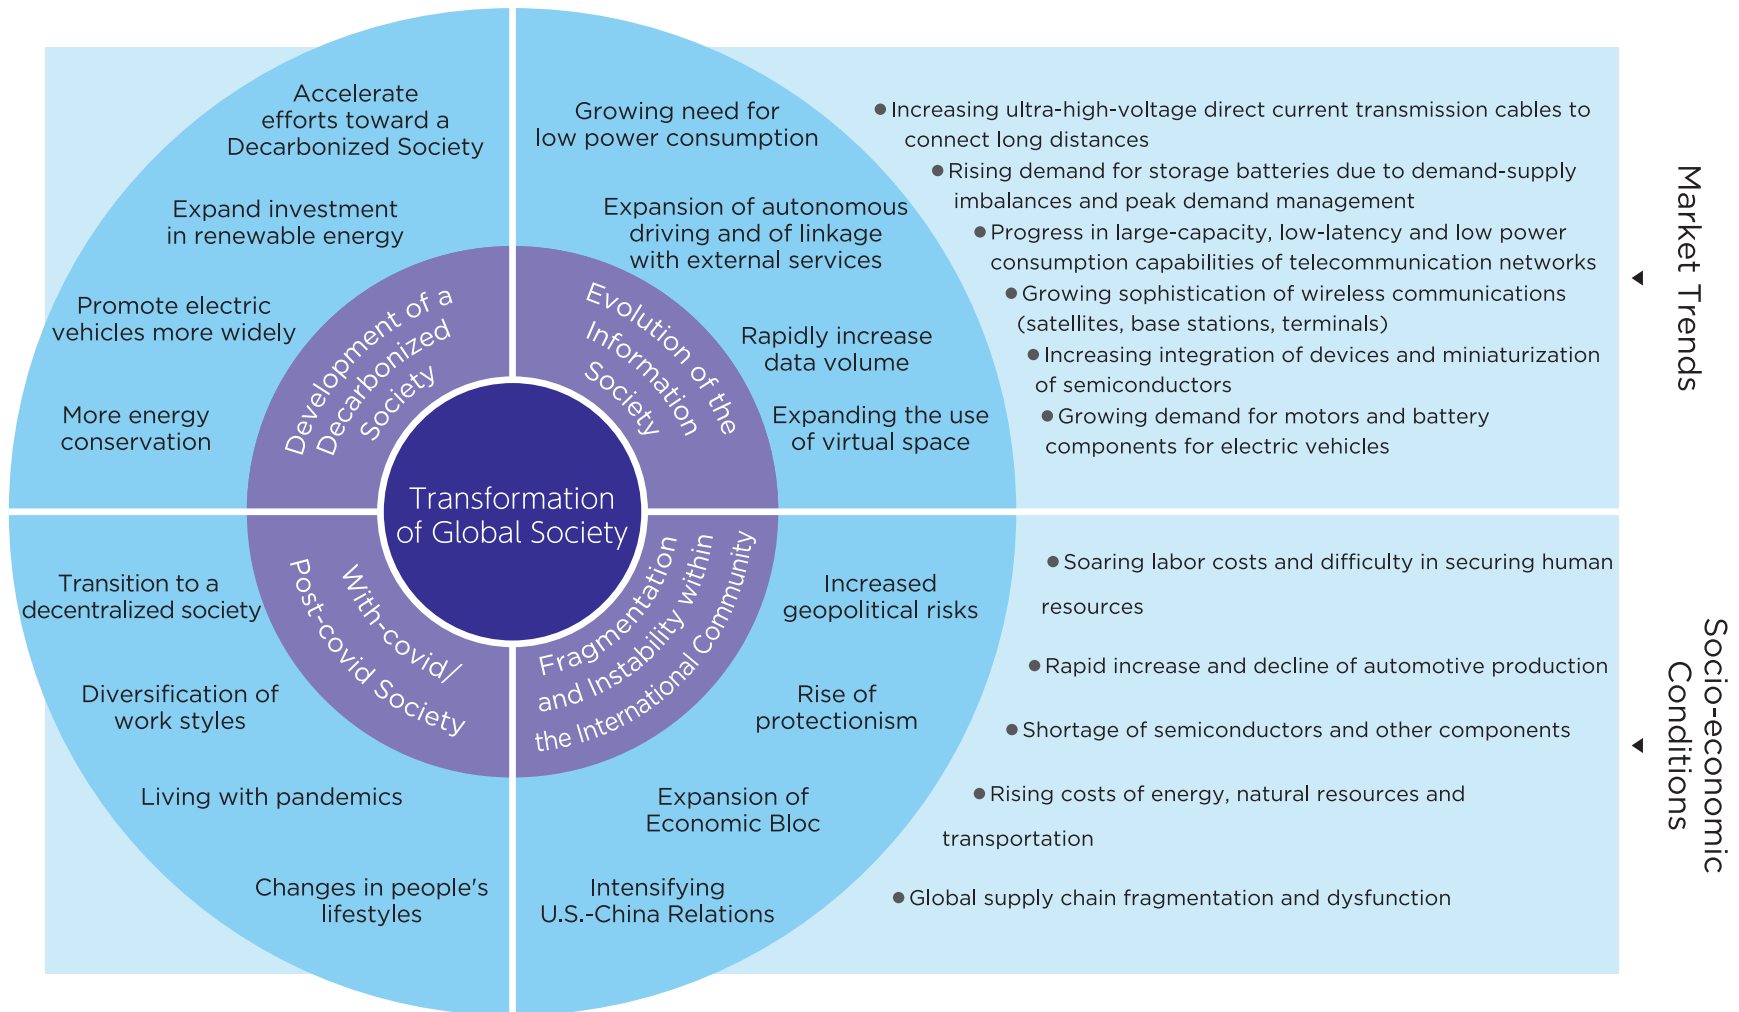 Accelerate
efforts toward a
Decarbonized Society
Expand investment
in renewable energy
Promote electric
vehicles more widely
More energy
conservation
Development of a
Decarbonized
Society
Growing need for
low power consumption
Expansion of autonomous
driving and of linkage
with external services
Rapidly increase
data volume
Expanding the use
of virtual space
Evolution of the
Information
Society
Transformation
of Global Society
Transition to a
decentralized society
Diversification of
work styles
Living with pandemics
Changes in people's
lifestyles
With-covid/
Post-covid Society
Fragmentation
and Instability within
the International Community
Increased
geopolitical risks
Rise of
protectionism
Expansion of
Economic Bloc
Intensifying
U.S.-China Relations
● Increasing ultra-high-voltage direct current transmission cables to
connect long distances
● Rising demand for storage batteries due to demand-supply
imbalances and peak demand management
● Progress in large-capacity, low-latency and low power
consumption capabilities of telecommunication networks
● Growing sophistication of wireless communications
(satellites, base stations, terminals)
● Increasing integration of devices and miniaturization
of semiconductors
● Growing demand for motors and battery
components for electric vehicles
Market Trends
● Soaring labor costs and difficulty in securing human
resources
● Rapid increase and decline of automotive production
● Shortage of semiconductors and other components
● Rising costs of energy, natural resources and
transportation
● Global supply chain fragmentation and dysfunction
Socio-economic
Conditions